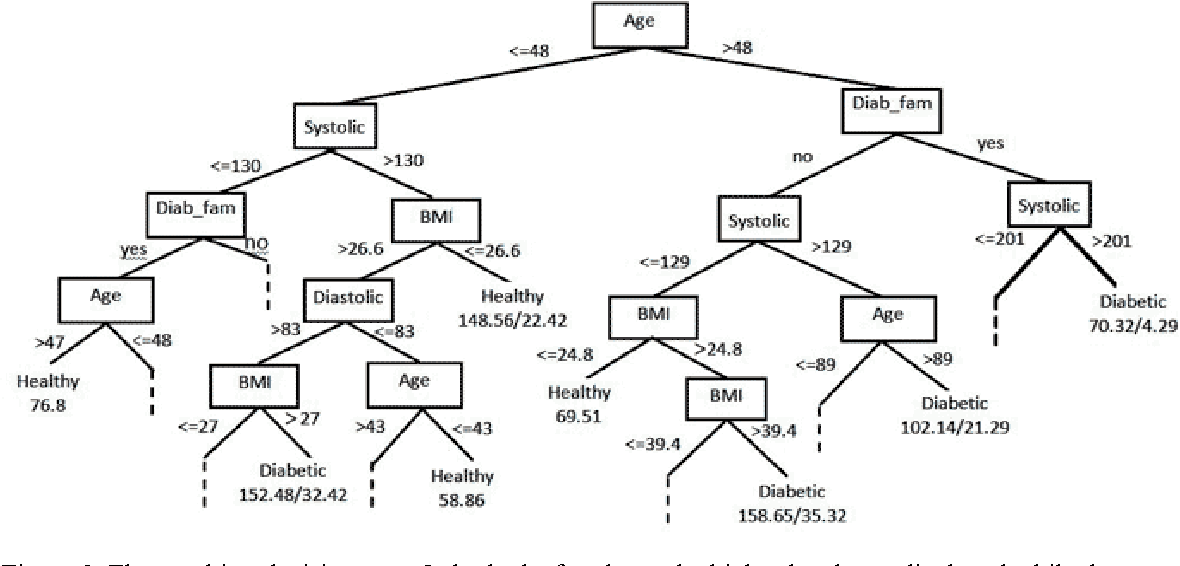 Age
<=48
>48
Systolic
Diab_fam
<=130
>130
no
yes
Diab_fam
BMI
Systolic
Systolic
yes
no
>26.6
<=26.6
<=129
>129
<=201
>201
Age
Diastolic
Healthy
148.56/22.42
BMI
Age
Diabetic
70.32/4.29
>47
<=48
>83
<=83
<=24.8
>24.8
<=89
>89
Healthy
76.8
BMI
Age
Healthy
69.51
BMI
Diabetic
102.14/21.29
<=27
>27
>43
<=43
<=39.4
>39.4
Diabetic
152.48/32.42
Healthy
58.86
Diabetic
158.65/35.32